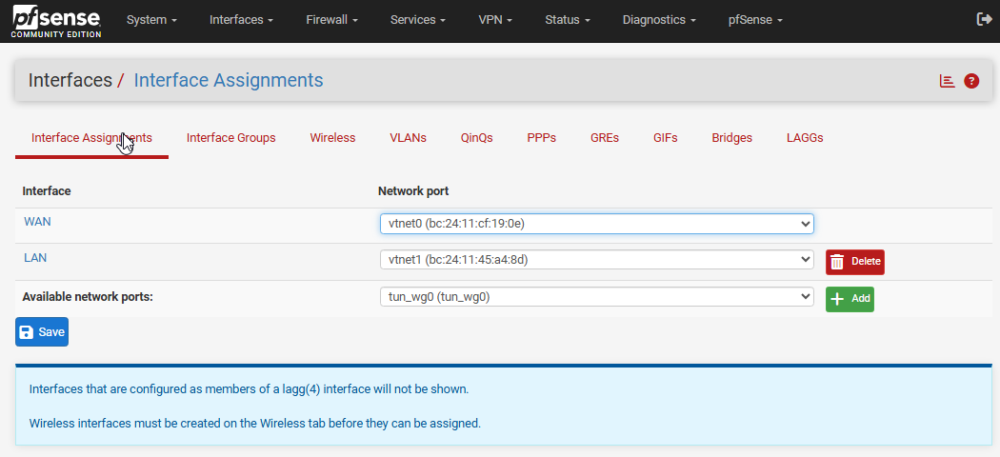 pfsense
COMMUNITY EDITION
System Interfaces Firewall Services VPN Status Diagnostics pfSense
Interfaces / Interface Assignments
?
Interface Assignments Interface Groups Wireless VLANs QinQs PPPs GREs GIFs Bridges LAGGs
Interface Network port
WAN vtnet0 (bc:24:11:cf:19:0e)
LAN vtnet1 (bc:24:11:45:a4:8d) Delete
Available network ports: tun_wg0 (tun_wg0) + Add
Save
Interfaces that are configured as members of a lagg(4) interface will not be shown.
Wireless interfaces must be created on the Wireless tab before they can be assigned.